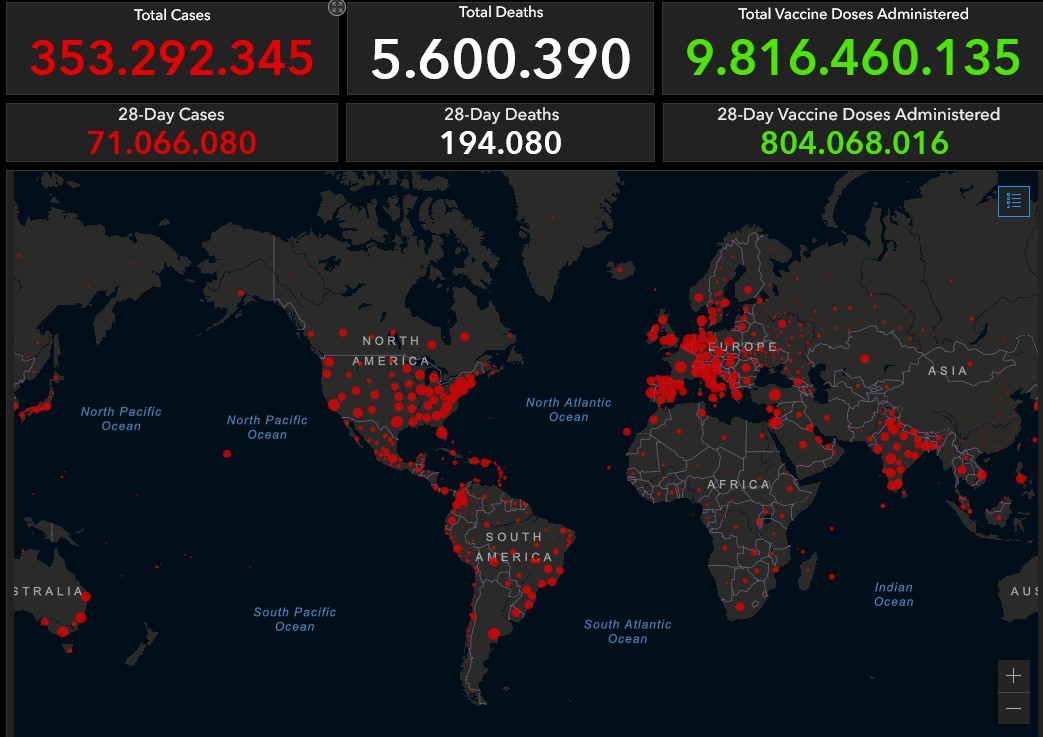 Total Cases
353.292.345
Total Deaths
5.600.390
Total Vaccine Doses Administered
9.816.460.135
28-Day Cases
71.066.080
28-Day Deaths
194.080
28-Day Vaccine Doses Administered
804.068.016
NORTH
AMERICA
EUROPE
ASIA
North Pacific
Ocean
North Pacific
Ocean
North Atlantic
Ocean
AFRICA
SOUTH
AMERICA
STRALIA
AUS
Indian
Ocean
South Pacific
Ocean
South Atlantic
Ocean
+
−